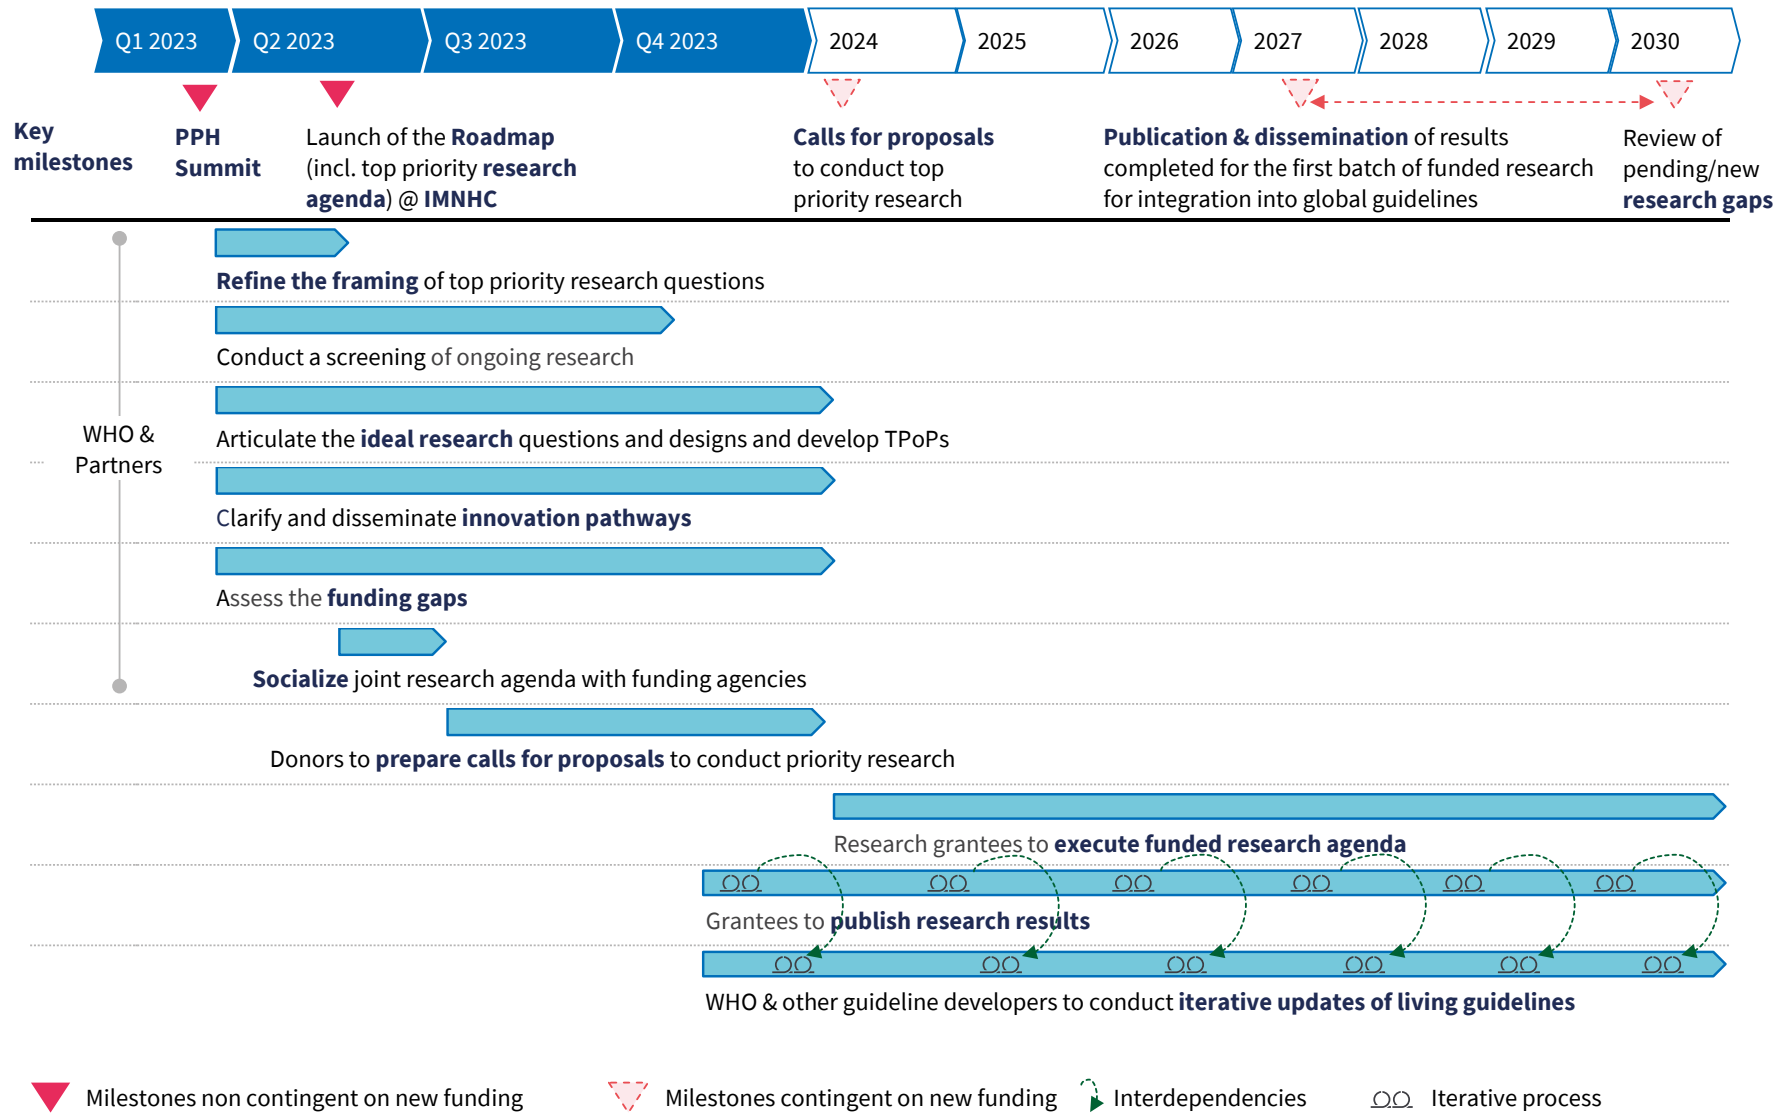 Q1 2023
Q2 2023
Q3 2023
Q4 2023
2024
2025
2026
2027
2028
2029
2030
Key
milestones
PPH
Summit
Launch of the Roadmap
(incl. top priority research
agenda) @ IMNHC
Calls for proposals
to conduct top
priority research
Publication & dissemination of results
completed for the first batch of funded research
for integration into global guidelines
Review of
pending/new
research gaps
WHO &
Partners
Refine the framing of top priority research questions
Conduct a screening of ongoing research
Articulate the ideal research questions and designs and develop TPoPs
Clarify and disseminate innovation pathways
Assess the funding gaps
Socialize joint research agenda with funding agencies
Donors to prepare calls for proposals to conduct priority research
Research grantees to execute funded research agenda
Grantees to publish research results
WHO & other guideline developers to conduct iterative updates of living guidelines
Milestones non contingent on new funding
Milestones contingent on new funding
Interdependencies
Iterative process